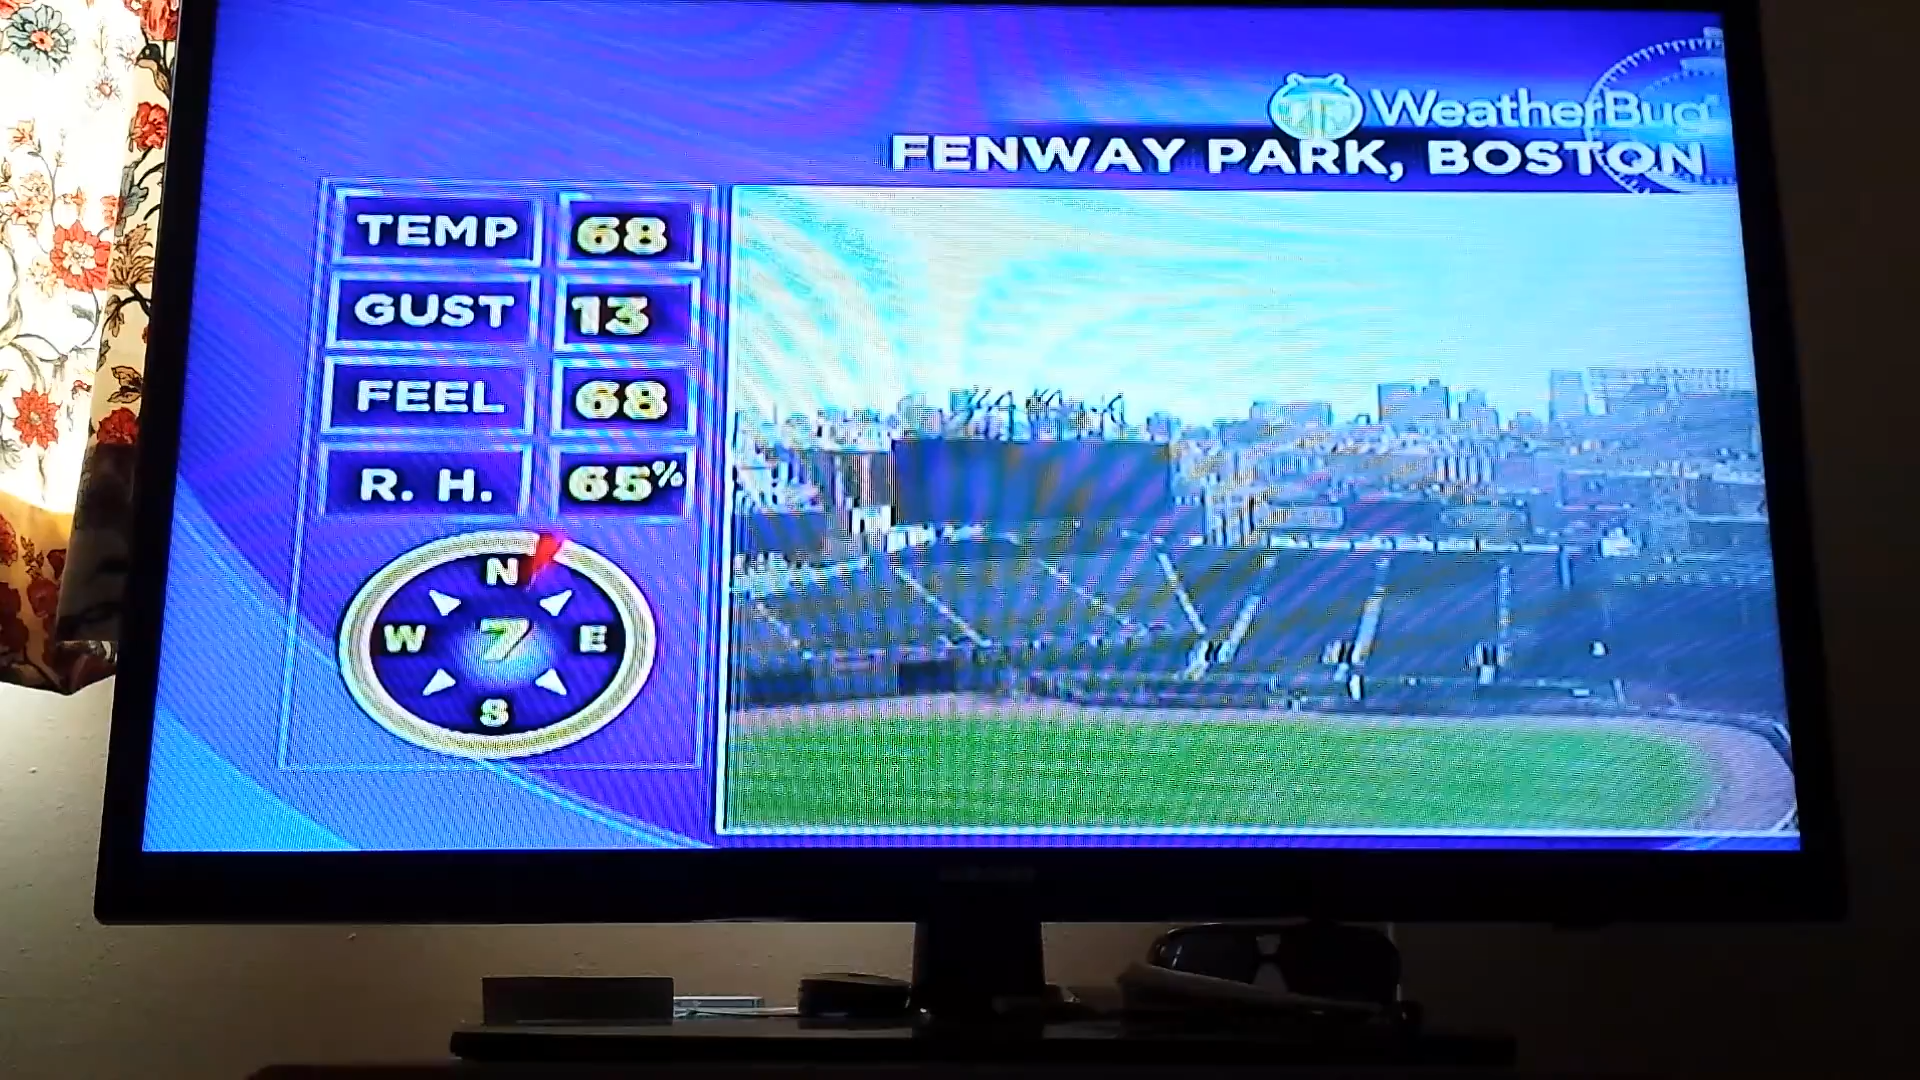 WeatherBug
FENWAY PARK, BOSTON
TEMP 68
GUST 13
FEEL 68
R. H. 65%
N
W 7 E
S